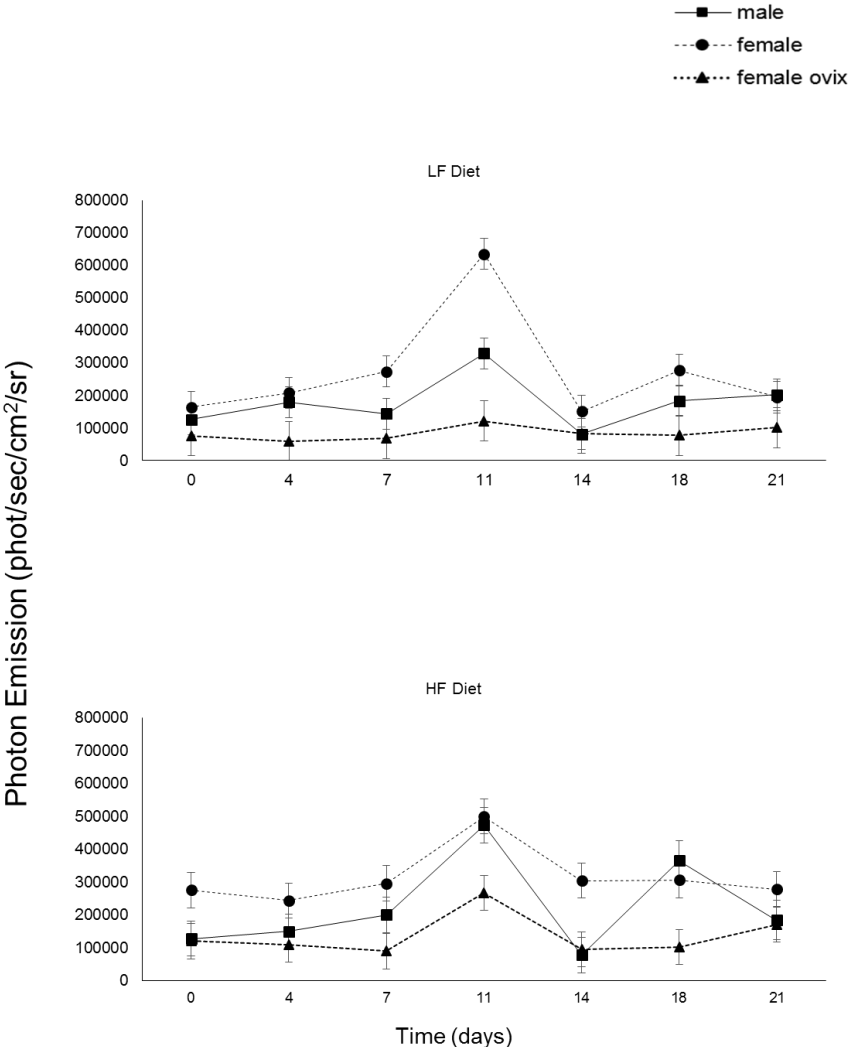 male
female
female ovix
LF Diet
800000
700000
600000
500000
400000
300000
200000
100000
0
0 4 7 11 14 18 21
Photon Emission (phot/sec/cm²/sr)
HF Diet
800000
700000
600000
500000
400000
300000
200000
100000
0
0 4 7 11 14 18 21
Time (days)